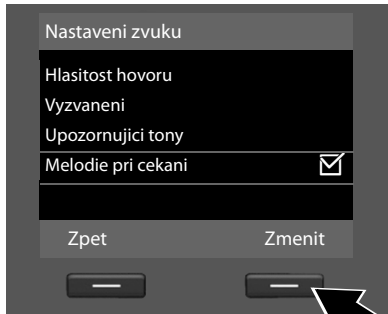 Nastaveni zvuku
Hlasitost hovoru
Vyzvaneni
Upozornujici tony
Melodie pri cekani
Zpet Zmenit